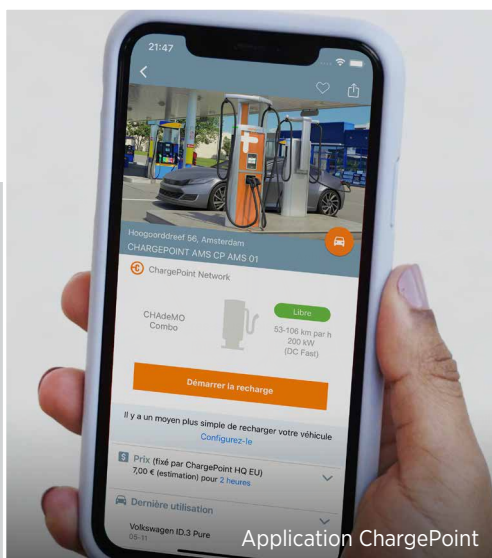 21:47
Hoogoorddreef 56, Amsterdam
CHARGEPOINT AMS CP AMS 01
ChargePoint Network
CHAdeMO
Combo
Libre
53-106 km par h
200 kW
(DC Fast)
Démarrer la recharge
Il y a un moyen plus simple de recharger votre véhicule
Configurez-le
Prix (fixé par ChargePoint HQ EU)
7,00 € (estimation) pour 2 heures
Dernière utilisation
Volkswagen ID.3 Pure
05-11
Application ChargePoint